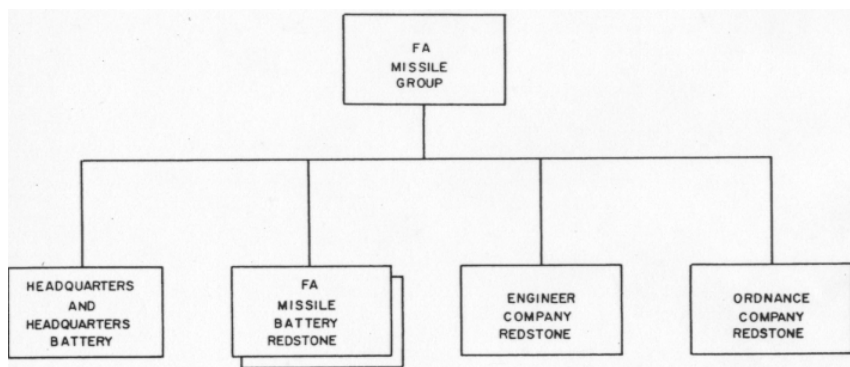 FA
MISSILE
GROUP
HEADQUARTERS
AND
HEADQUARTERS
BATTERY
FA
MISSILE
BATTERY
REDSTONE
ENGINEER
COMPANY
REDSTONE
ORDNANCE
COMPANY
REDSTONE